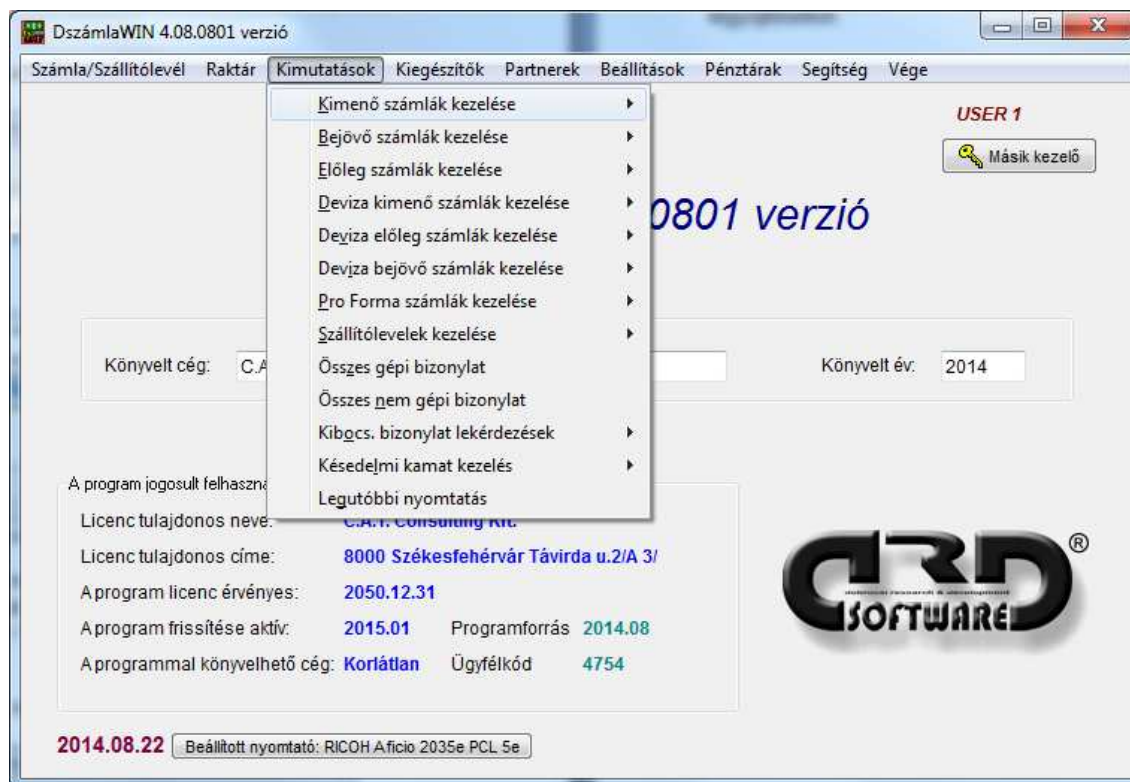 DszámlaWIN 4.08.0801 verzió
Számla/Szállítólevél Raktár Kimutatások Kiegészítők Partnerek Beállítások Pénztárak Segítség Vége
Kimenő számlák kezelése
Bejövő számlák kezelése
Előleg számlák kezelése
Deviza kimenő számlák kezelése
Deviza előleg számlák kezelése
Deviza bejövő számlák kezelése
Pro Forma számlák kezelése
Szállítólevelek kezelése
Összes gépi bizonylat
Összes nem gépi bizonylat
Kibocs. bizonylat lekérdezések
Késedelmi kamat kezelés
Legutóbbi nyomtatás
USER 1
Másik kezelő
.0801 verzió
Könyvelt cég: C.A Könyvelt év: 2014
A program jogosult felhaszná
Licenc tulajdonos neve: C.A.T. Consulting Kft.
Licenc tulajdonos címe: 8000 Székesfehérvár Távirda u.2/A 3/
A program licenc érvényes: 2050.12.31
A program frissítése aktív: 2015.01 Programforrás 2014.08
A programmal könyvelhető cég: Korlátlan Ügyfélkód 4754
DRD ®
SOFTWARE
2014.08.22 Beállított nyomtató: RICOH Aficio 2035e PCL 5e